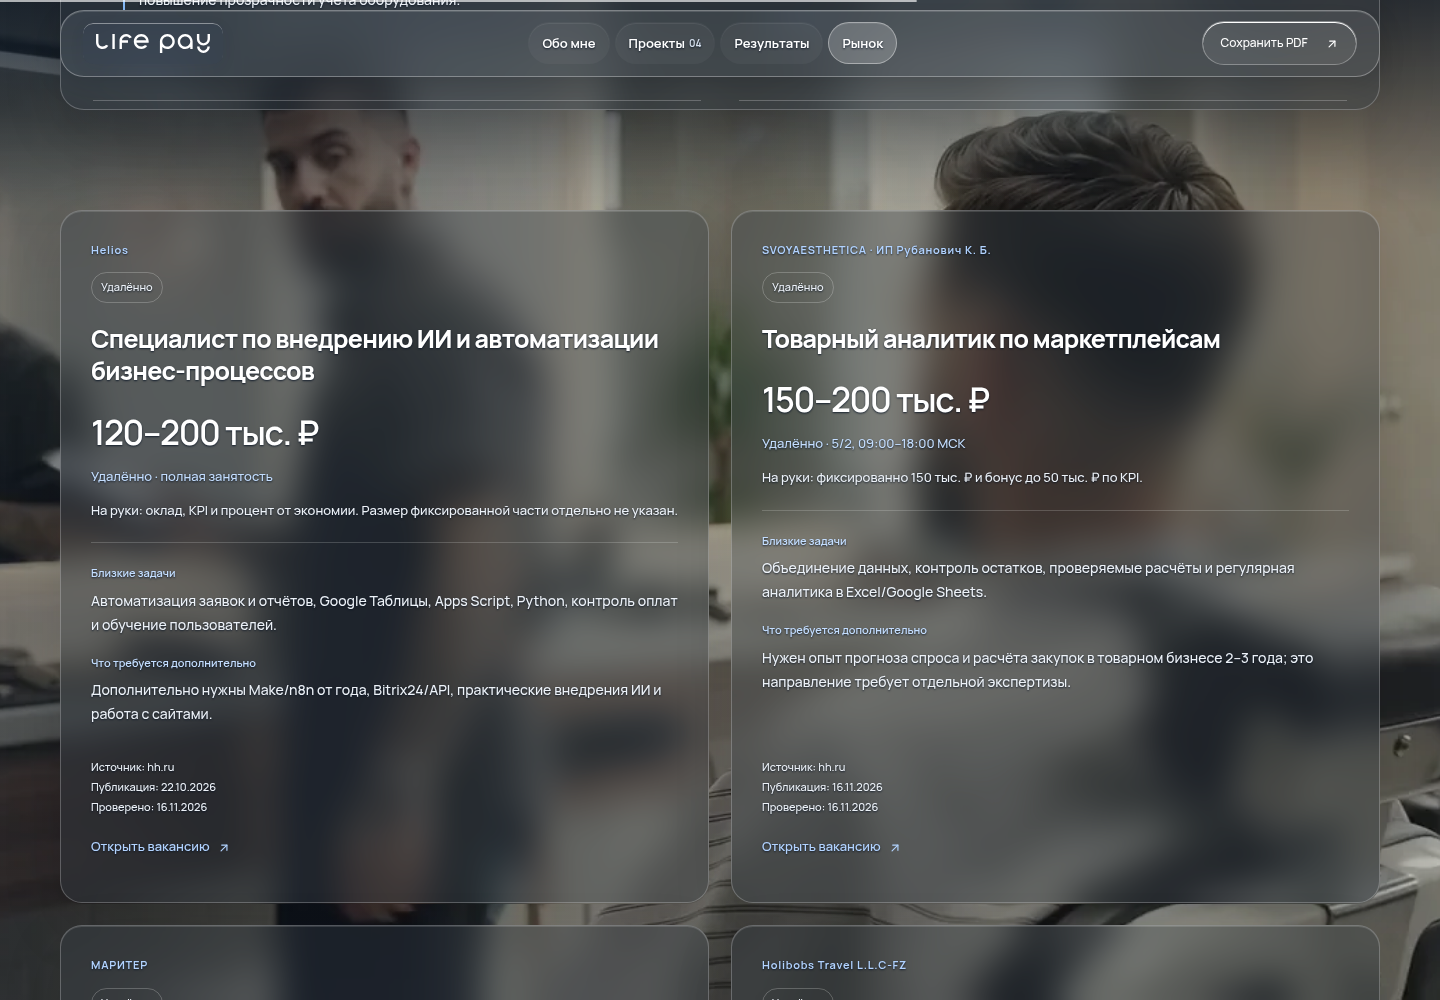 повышение прозрачности учета оборудования.
LIFE pay
Обо мне
Проекты 04
Результаты
Рынок
Сохранить PDF
Helios
Удалённо
Специалист по внедрению ИИ и автоматизации
бизнес-процессов
120–200 тыс. ₽
Удалённо · полная занятость
На руки: оклад, KPI и процент от экономии. Размер фиксированной части отдельно не указан.
Близкие задачи
Автоматизация заявок и отчётов, Google Таблицы, Apps Script, Python, контроль оплат
и обучение пользователей.
Что требуется дополнительно
Дополнительно нужны Make/n8n от года, Bitrix24/API, практические внедрения ИИ и
работа с сайтами.
Источник: hh.ru
Публикация: 22.10.2026
Проверено: 16.11.2026
Открыть вакансию
SVOYAESTHETICA · ИП Рубанович К. Б.
Удалённо
Товарный аналитик по маркетплейсам
150–200 тыс. ₽
Удалённо · 5/2, 09:00–18:00 МСК
На руки: фиксированно 150 тыс. ₽ и бонус до 50 тыс. ₽ по KPI.
Близкие задачи
Объединение данных, контроль остатков, проверяемые расчёты и регулярная
аналитика в Excel/Google Sheets.
Что требуется дополнительно
Нужен опыт прогноза спроса и расчёта закупок в товарном бизнесе 2–3 года; это
направление требует отдельной экспертизы.
Источник: hh.ru
Публикация: 16.11.2026
Проверено: 16.11.2026
Открыть вакансию
МАРИТЕР
Holibobs Travel L.L.C-FZ